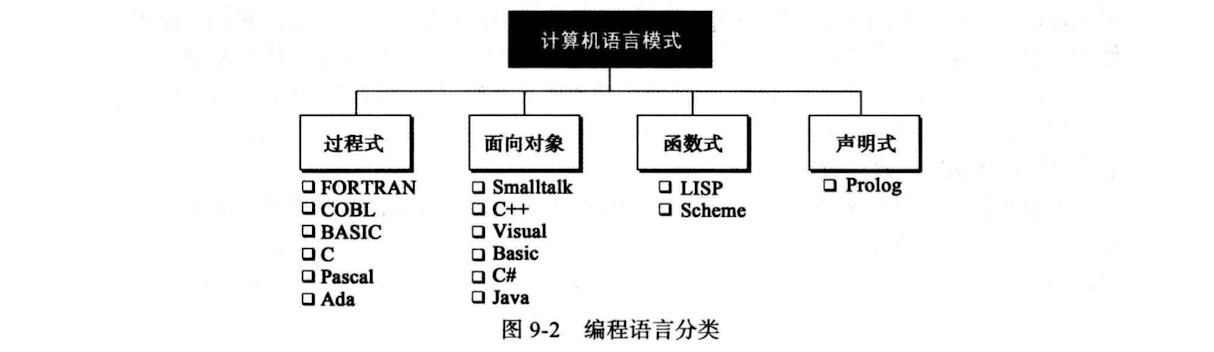 计算机语言模式
过程式
面向对象
函数式
声明式
❑ FORTRAN
❑ COBL
❑ BASIC
❑ C
❑ Pascal
❑ Ada
❑ Smalltalk
❑ C++
❑ Visual
❑ Basic
❑ C#
❑ Java
❑ LISP
❑ Scheme
❑ Prolog
图 9-2 编程语言分类